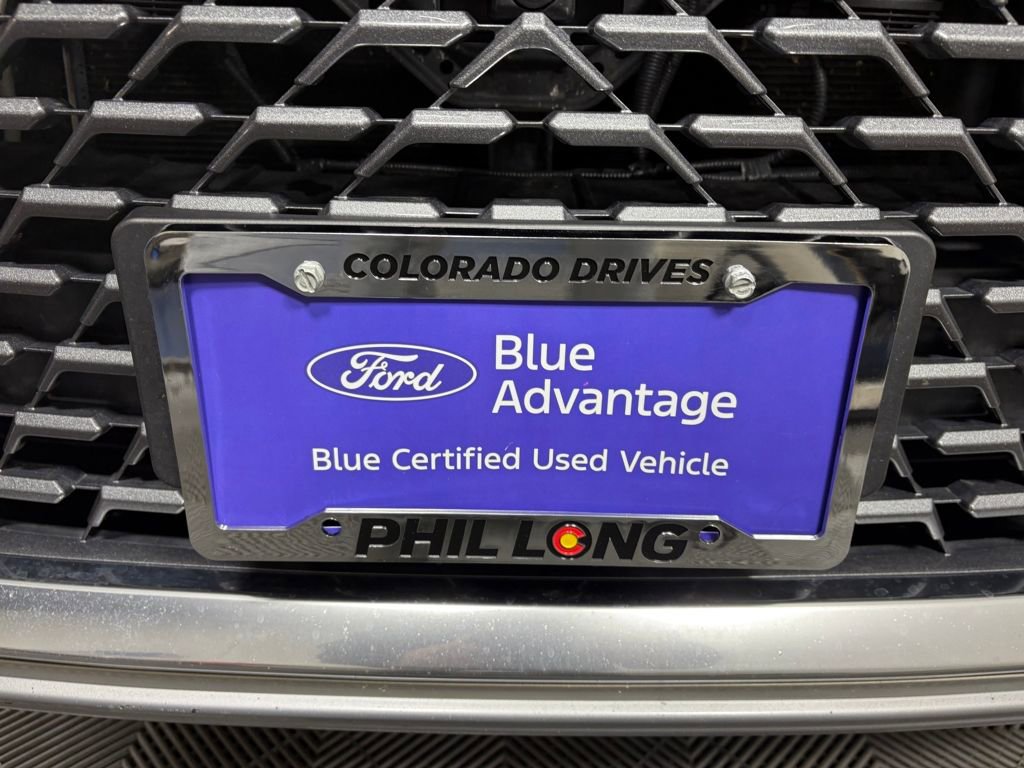 COLORADO DRIVES
Ford
Blue
Advantage
Blue Certified Used Vehicle
PHIL LONG